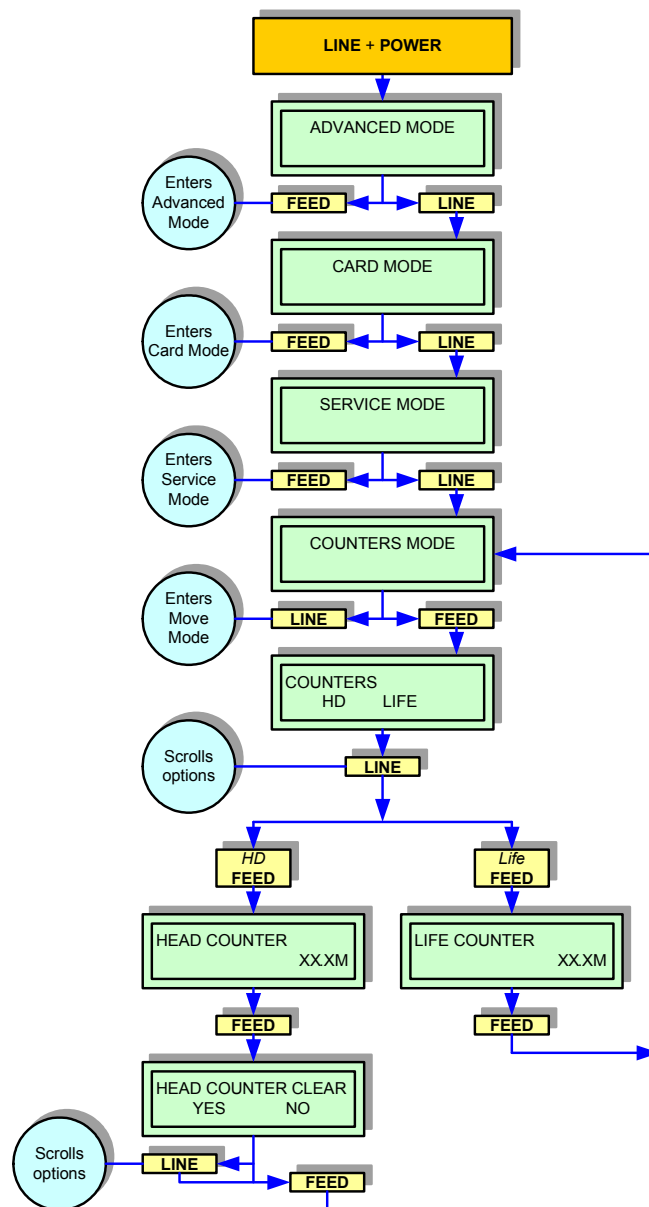 LINE + POWER
ADVANCED MODE
Enters
Advanced
Mode
FEED
LINE
CARD MODE
Enters
Card Mode
FEED
LINE
SERVICE MODE
Enters
Service
Mode
FEED
LINE
COUNTERS MODE
Enters
Move
Mode
LINE
FEED
COUNTERS
HD LIFE
Scrolls
options
LINE
HD
FEED
Life
FEED
HEAD COUNTER
XX.XM
LIFE COUNTER
XX.XM
FEED
FEED
HEAD COUNTER CLEAR
YES NO
Scrolls
options
LINE
FEED